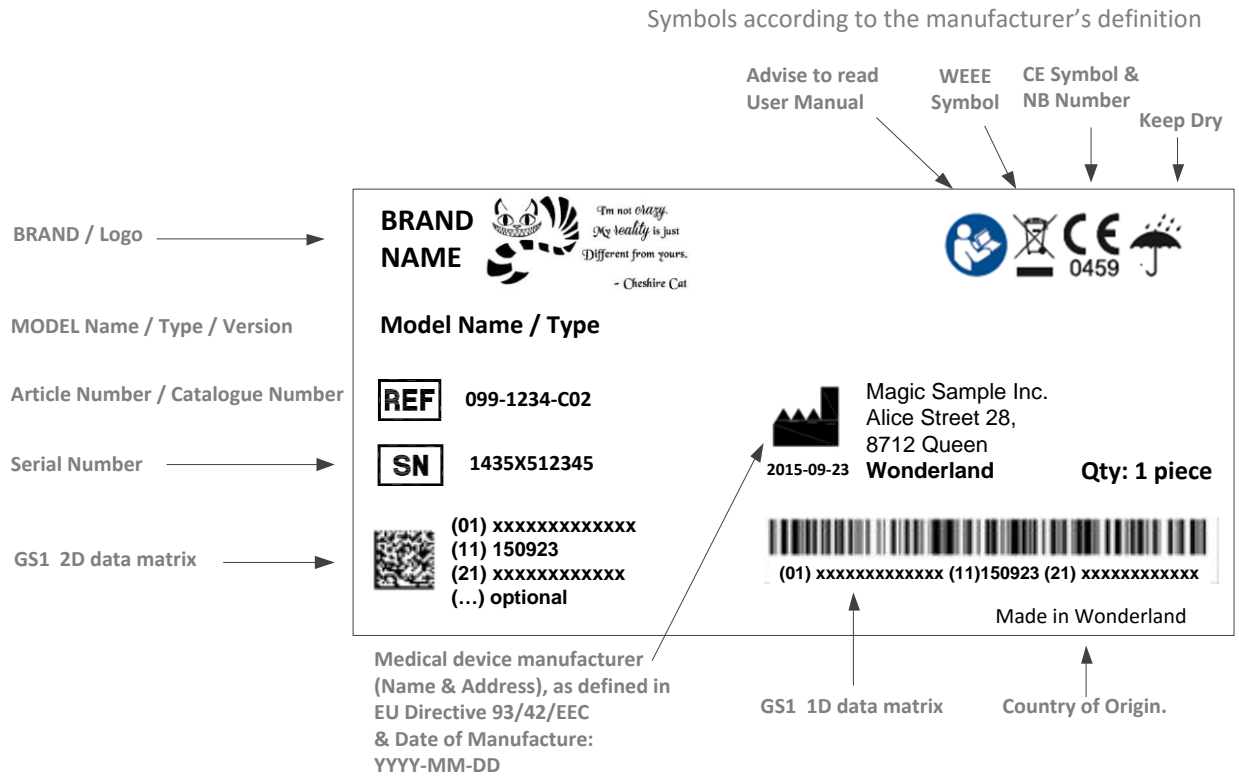 Symbols according to the manufacturer's definition
Advise to read
User Manual
WEEE
Symbol
CE Symbol &
NB Number
Keep Dry
BRAND / Logo
BRAND
NAME
I'm not crazy.
My reality is just
Different from yours.
- Cheshire Cat
CE
0459
MODEL Name / Type / Version
Model Name / Type
Article Number / Catalogue Number
REF
099-1234-C02
Magic Sample Inc.
Alice Street 28,
8712 Queen
Wonderland
Serial Number
SN
1435X512345
2015-09-23
Qty: 1 piece
GS1 2D data matrix
(01) xxxxxxxxxxxxx
(11) 150923
(21) xxxxxxxxxxxx
(...) optional
(01) xxxxxxxxxxxxx (11)150923 (21) xxxxxxxxxxxx
Made in Wonderland
Medical device manufacturer
(Name & Address), as defined in
EU Directive 93/42/EEC
& Date of Manufacture:
YYYY-MM-DD
GS1 1D data matrix
Country of Origin.